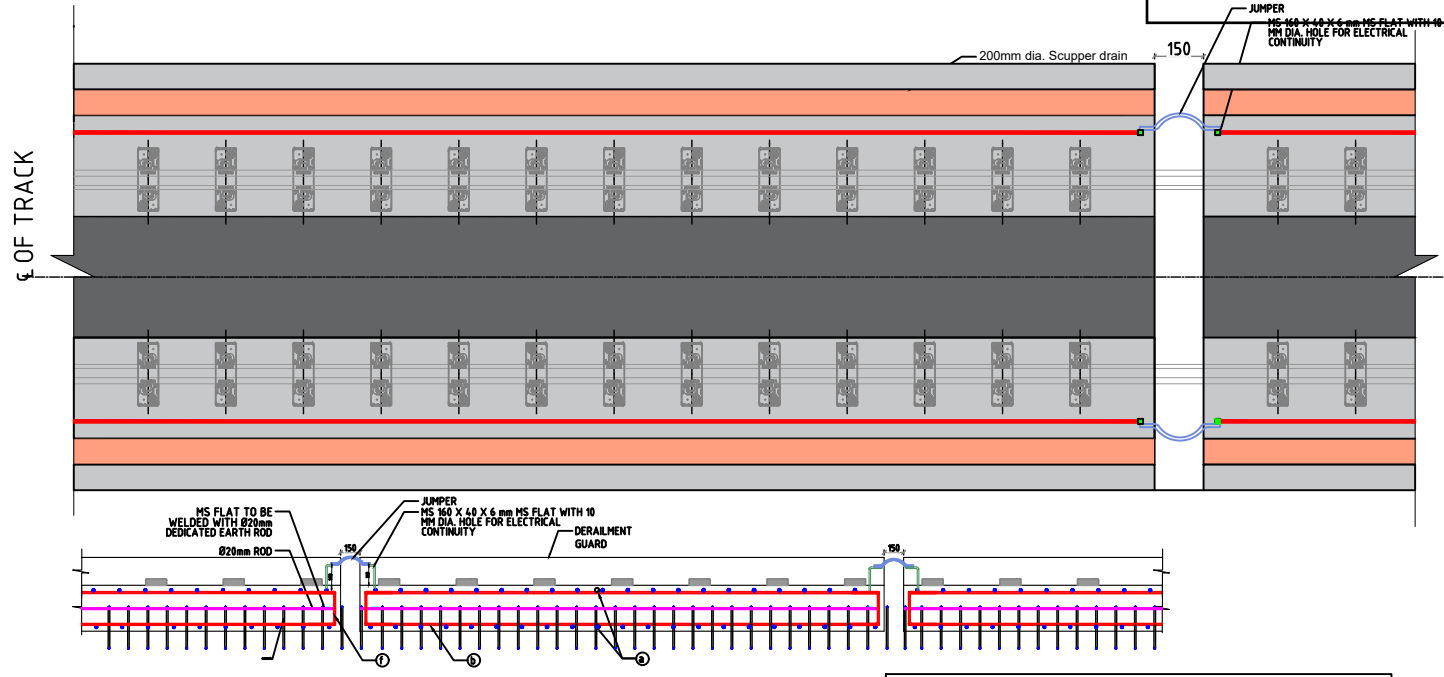 JUMPER
MS 160 X 40 X 6 mm MS FLAT WITH 10
MM DIA. HOLE FOR ELECTRICAL
CONTINUITY
150
200mm dia. Scupper drain
℄ OF TRACK
JUMPER
MS 160 X 40 X 6 mm MS FLAT WITH 10
MM DIA. HOLE FOR ELECTRICAL
CONTINUITY
MS FLAT TO BE
WELDED WITH Ø20mm
DEDICATED EARTH ROD
Ø20mm ROD
DERAILMENT
GUARD
150
150
f
b
a